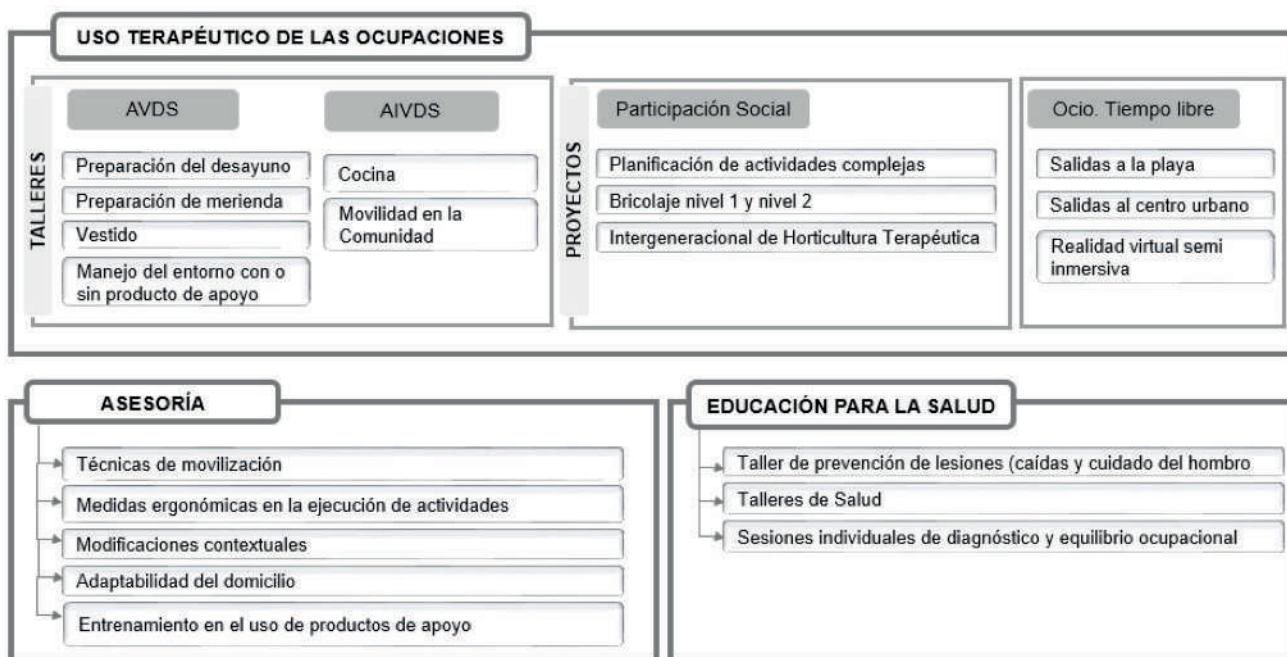 USO TERAPÉUTICO DE LAS OCUPACIONES
TALLERES
AVDS
Preparación del desayuno
Preparación de merienda
Vestido
Manejo del entorno con o
sin producto de apoyo
AIVDS
Cocina
Movilidad en la
Comunidad
PROYECTOS
Participación Social
Planificación de actividades complejas
Bricolaje nivel 1 y nivel 2
Intergeneracional de Horticultura Terapéutica
Ocio. Tiempo libre
Salidas a la playa
Salidas al centro urbano
Realidad virtual semi
inmersiva
ASESORÍA
Técnicas de movilización
Medidas ergonómicas en la ejecución de actividades
Modificaciones contextuales
Adaptabilidad del domicilio
Entrenamiento en el uso de productos de apoyo
EDUCACIÓN PARA LA SALUD
Taller de prevención de lesiones (caídas y cuidado del hombro
Talleres de Salud
Sesiones individuales de diagnóstico y equilibrio ocupacional